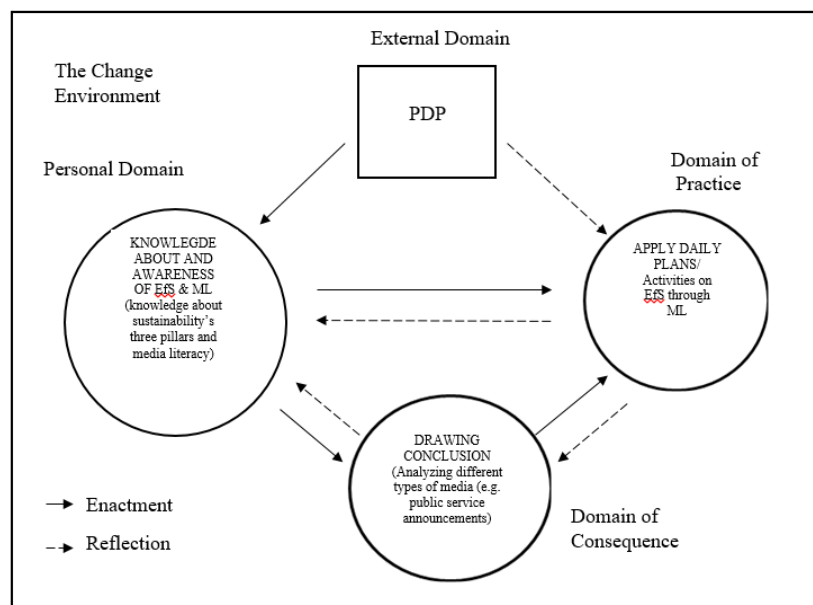 External Domain
The Change
Environment
PDP
Personal Domain
Domain of
Practice
KNOWLEGDE
ABOUT AND
AWARENESS
OF EfS & ML
(knowledge about
sustainability's
three pillars and
media literacy)
APPLY DAILY
PLANS/
Activities on
EfS through
ML
DRAWING
CONCLUSION
(Analyzing different
types of media (e.g.
public service
announcements)
Enactment
Reflection
Domain of
Consequence